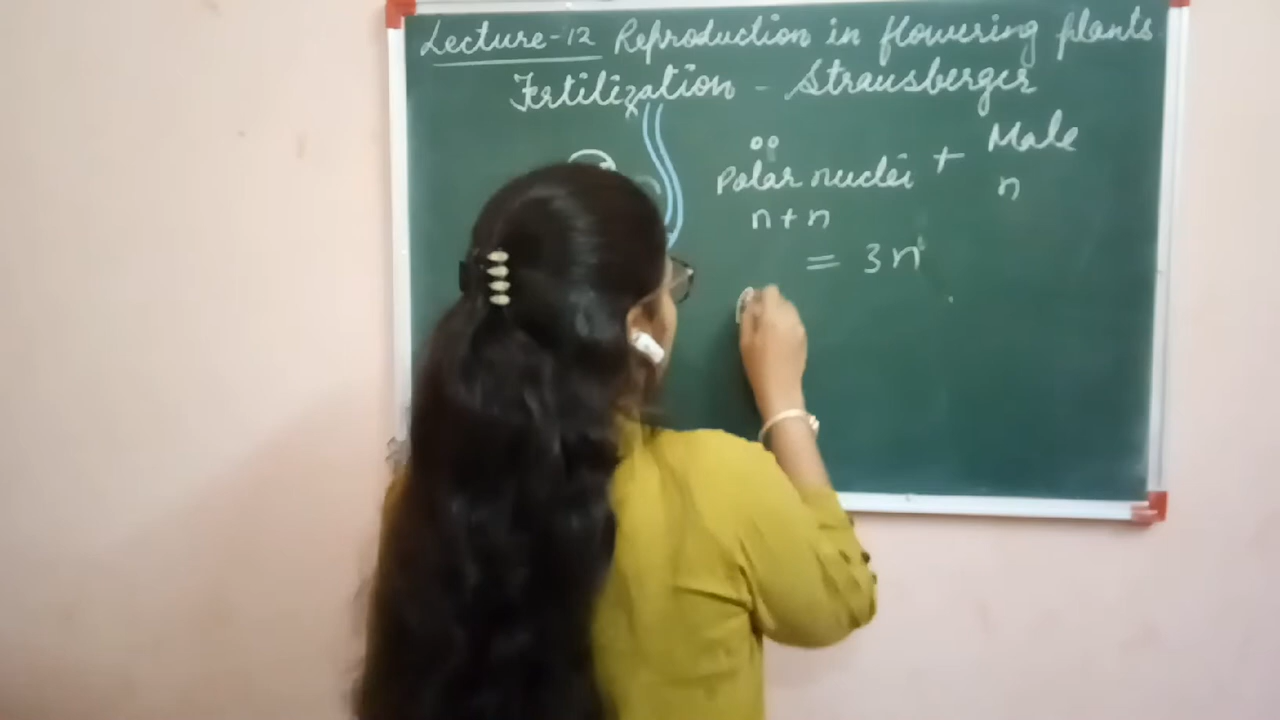 Lecture-12 Reproduction in flowering plants
Fertilization - Strausberger
Polar nuclei + Male
n + n n
= 3n